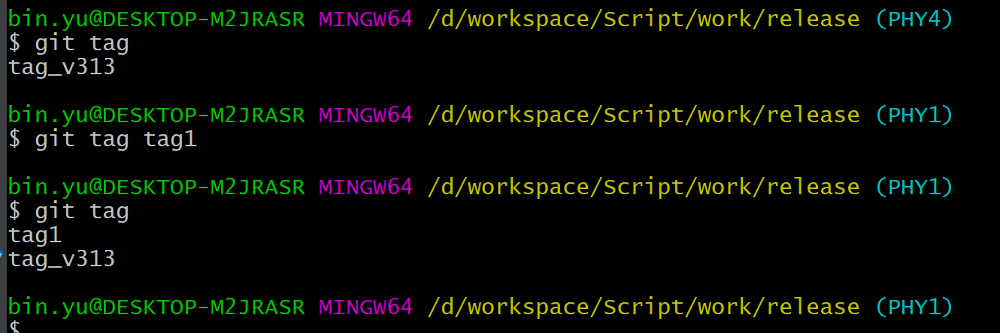 bin.yu@DESKTOP-M2JRASR MINGW64 /d/workspace/Script/work/release (PHY4)
$ git tag
tag_v313
bin.yu@DESKTOP-M2JRASR MINGW64 /d/workspace/Script/work/release (PHY1)
$ git tag tag1
bin.yu@DESKTOP-M2JRASR MINGW64 /d/workspace/Script/work/release (PHY1)
$ git tag
tag1
tag_v313
bin.yu@DESKTOP-M2JRASR MINGW64 /d/workspace/Script/work/release (PHY1)
$